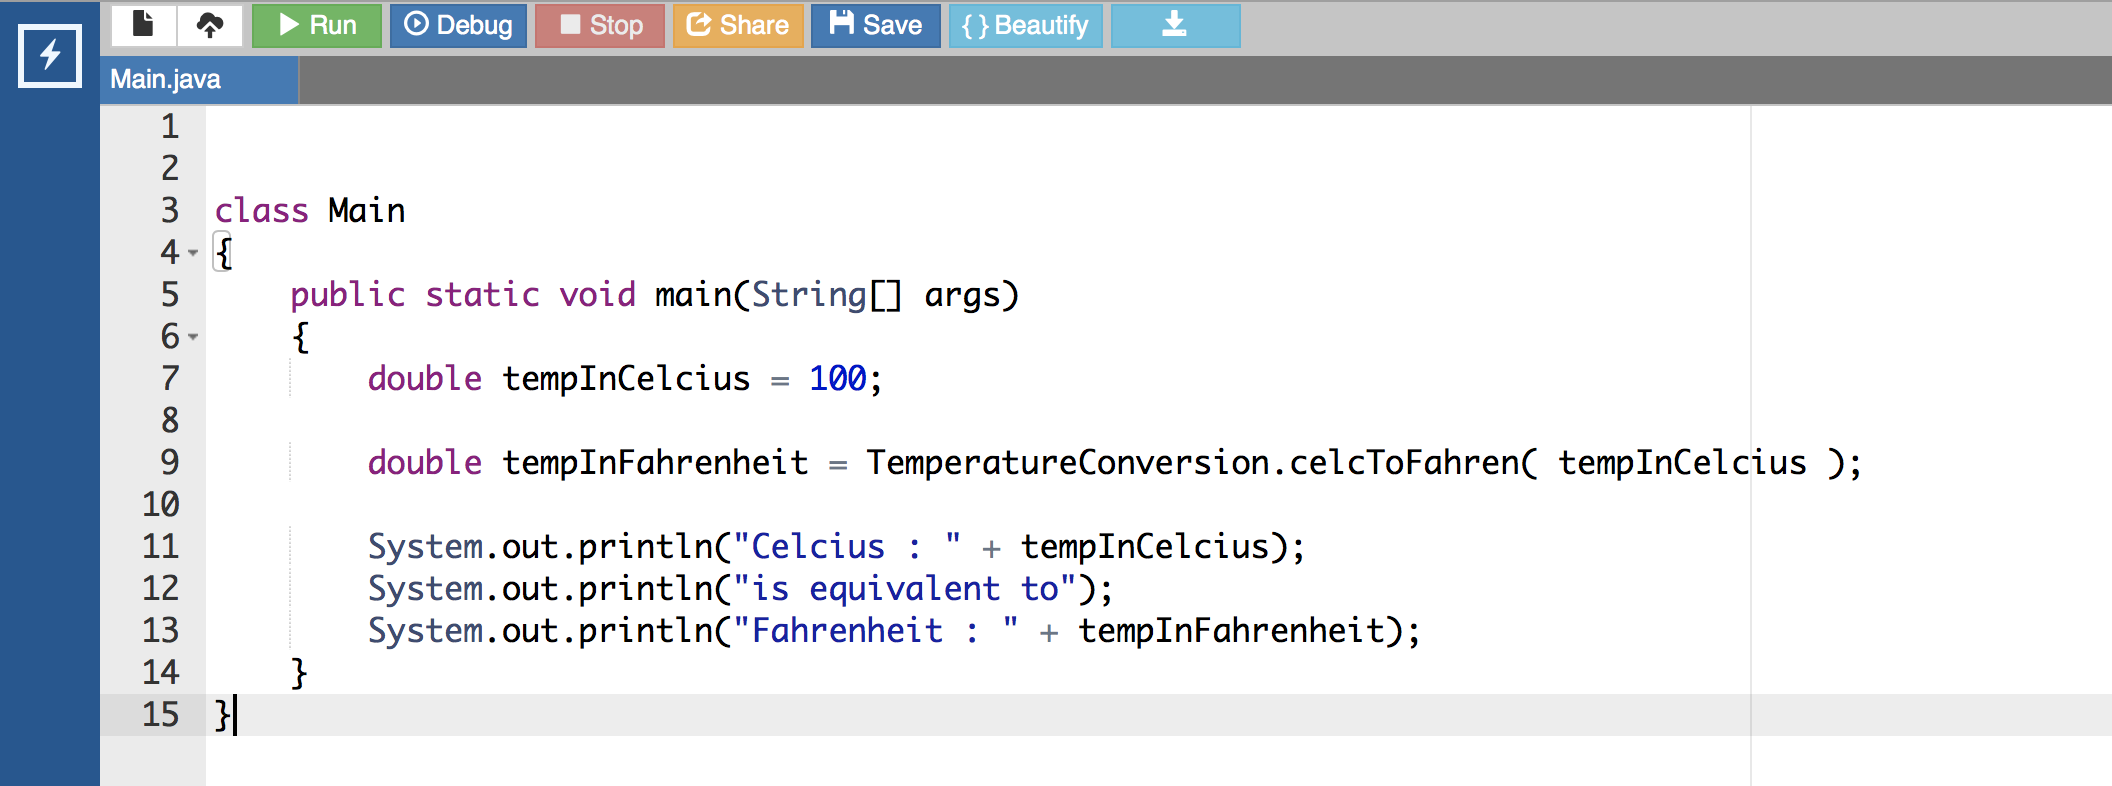 Run Debug Stop Share Save { } Beautify
Main.java
1
2
3 class Main
4 {
5     public static void main(String[] args)
6     {
7         double tempInCelcius = 100;
8
9         double tempInFahrenheit = TemperatureConversion.celcToFahren( tempInCelcius );
10
11         System.out.println("Celcius : " + tempInCelcius);
12         System.out.println("is equivalent to");
13         System.out.println("Fahrenheit : " + tempInFahrenheit);
14     }
15 }